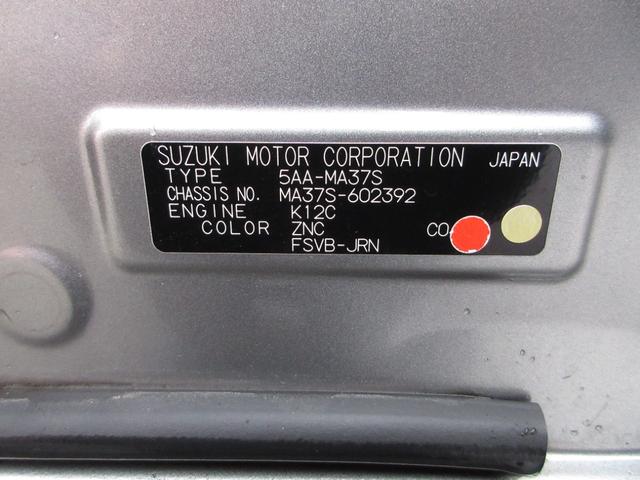 SUZUKI MOTOR CORPORATION JAPAN
TYPE 5AA-MA37S
CHASSIS NO. MA37S-602392
ENGINE K12C
COLOR ZNC CO.
FSVB-JRN